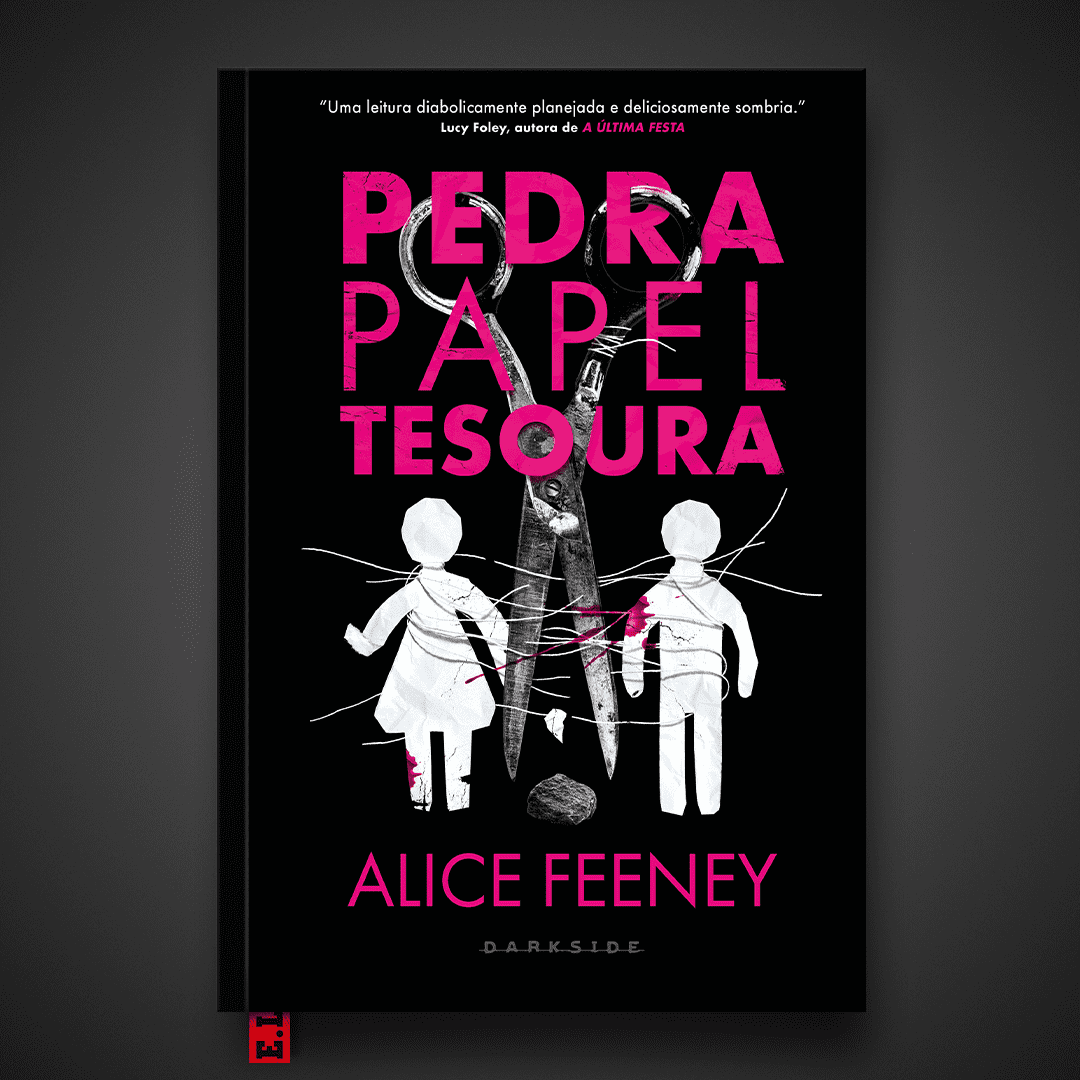 “Uma leitura diabolicamente planejada e deliciosamente sombria.”
Lucy Foley, autora de A ÚLTIMA FESTA
PEDRA
PAPEL
TESOURA
ALICE FEENEY
DARKSIDE